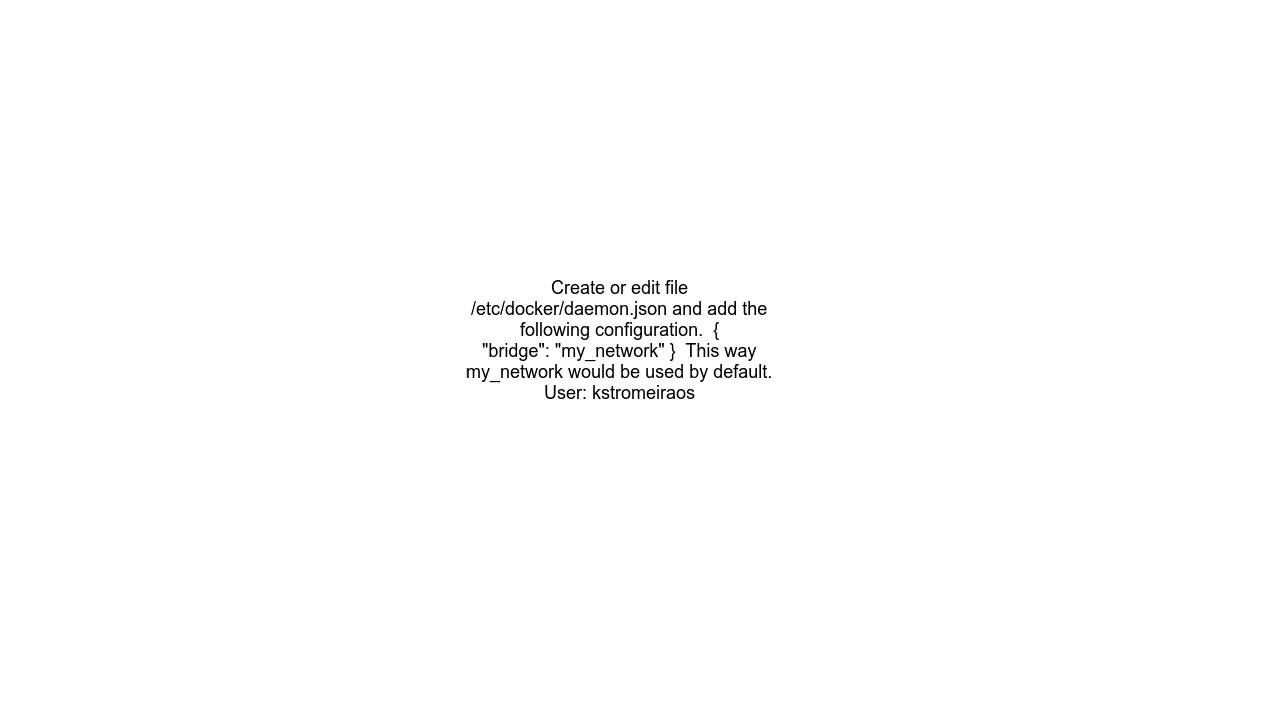 Create or edit file
/etc/docker/daemon.json and add the
following configuration.  {
"bridge": "my_network" }  This way
my_network would be used by default.
User: kstromeiraos